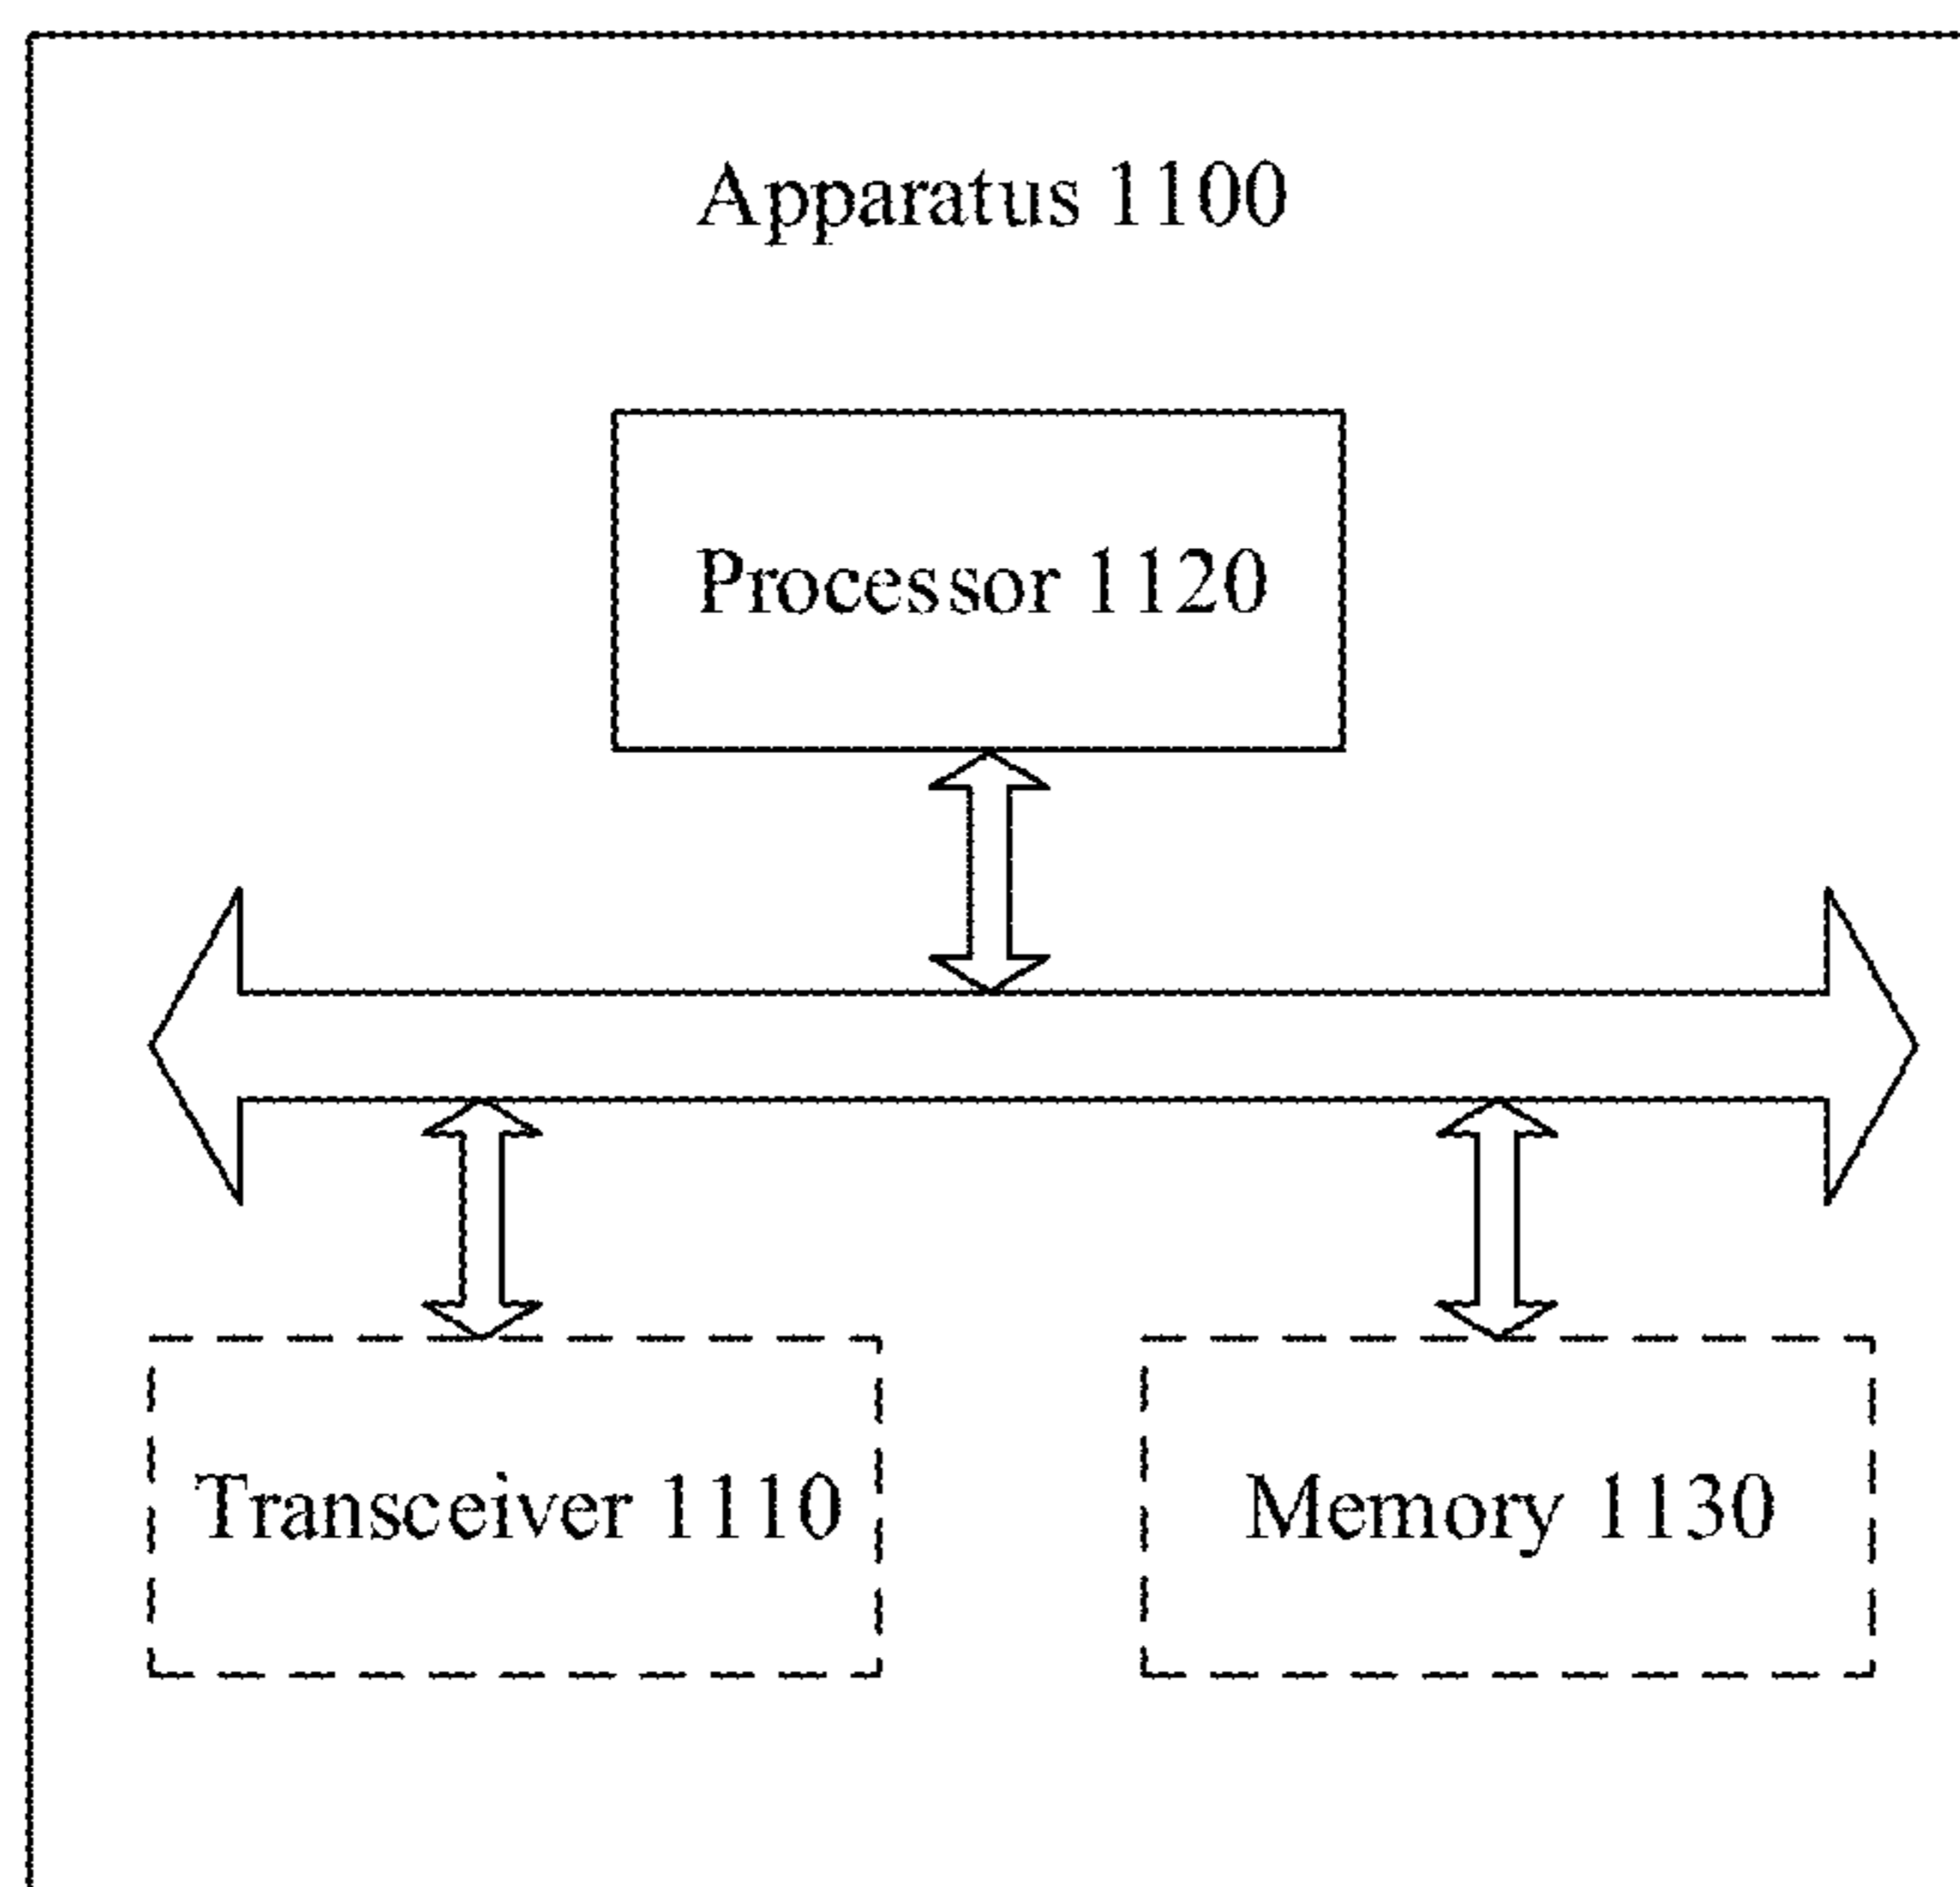 Apparatus 1100
Processor 1120
Transceiver 1110
Memory 1130